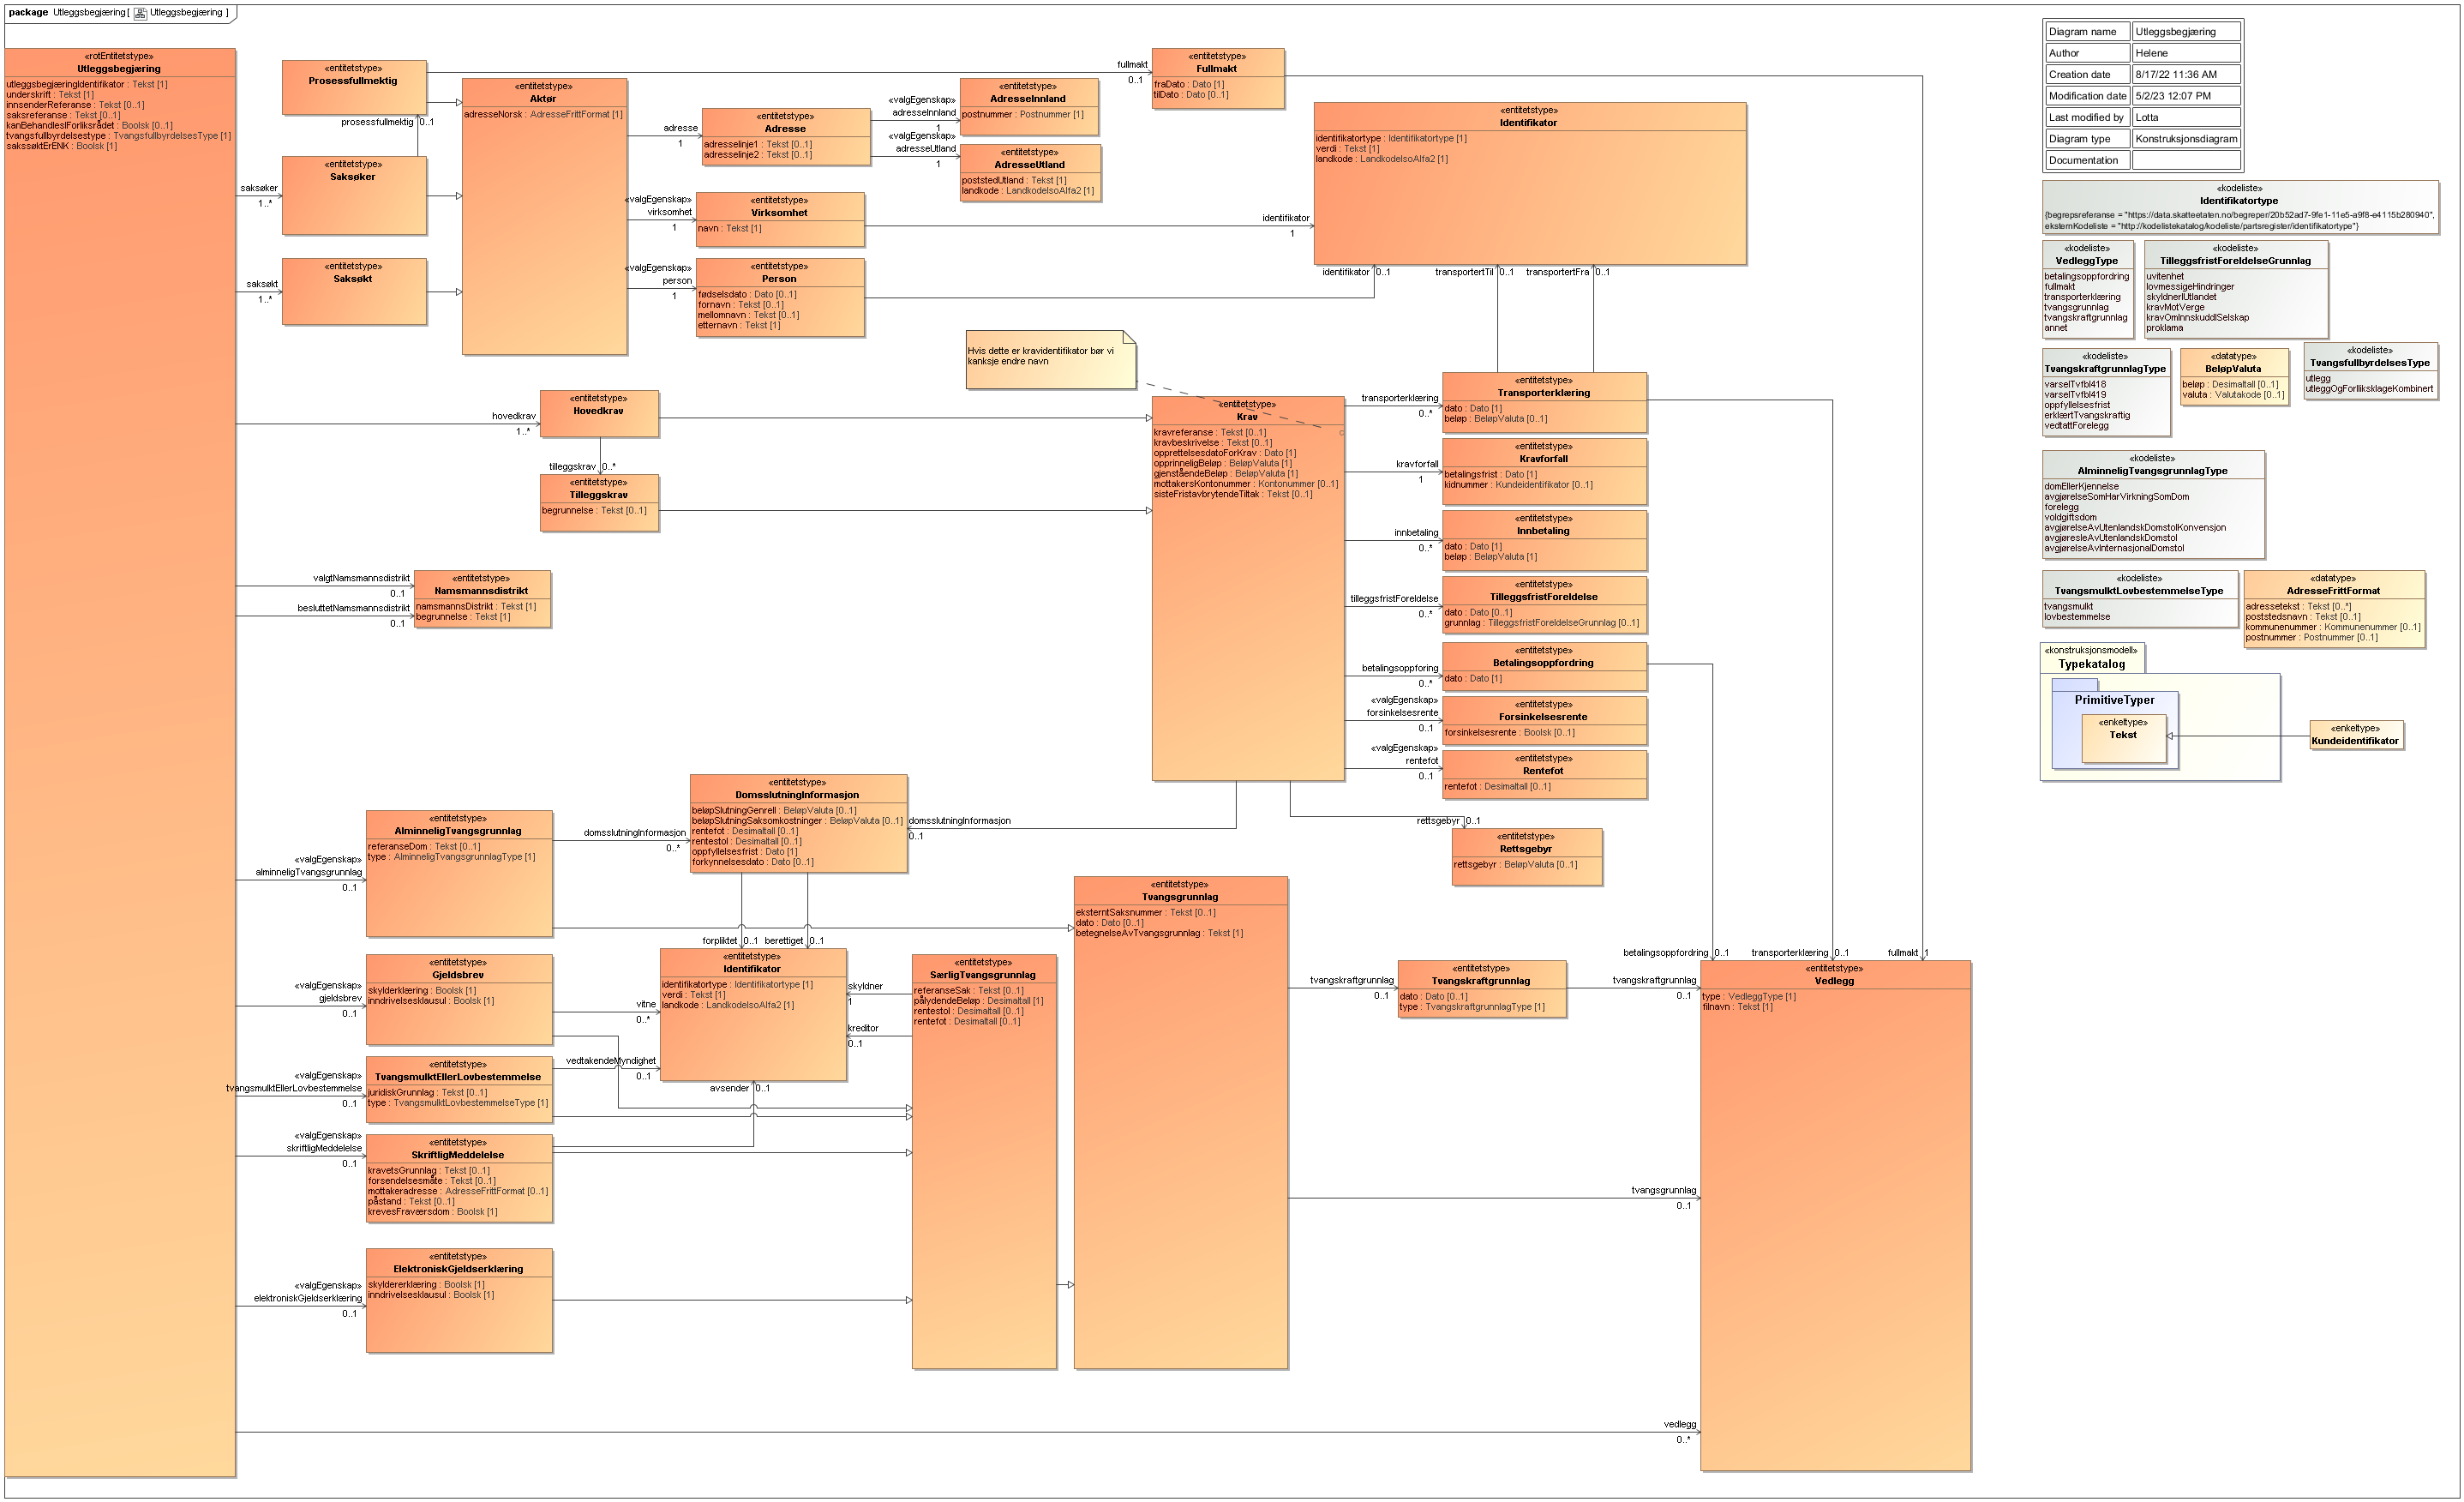 package Utleggsbegjæring [ Utleggsbegjæring ]
«rotEntitetstype»
Utleggsbegjæring
utleggsbegjæringIdentifikator : Tekst [1]
underskrift : Tekst [1]
innsenderReferanse : Tekst [0..1]
saksreferanse : Tekst [0..1]
kanBehandlesIForliksrådet : Boolsk [0..1]
tvangsfullbyrdelsestype : TvangsfullbyrdelsesType [1]
sakssøktErENK : Boolsk [1]
saksøker
1..*
saksøkt
1..*
«entitetstype»
Prosessfullmektig
prosessfullmektig 0..1
«entitetstype»
Saksøker
«entitetstype»
Saksøkt
«entitetstype»
Aktør
adresseNorsk : AdresseFrittFormat [1]
adresse
1
«valgEgenskap»
virksomhet
1
«valgEgenskap»
person
1
«entitetstype»
Adresse
adresselinje1 : Tekst [0..1]
adresselinje2 : Tekst [0..1]
«valgEgenskap»
adresseInnland
1
«valgEgenskap»
adresseUtland
1
«entitetstype»
AdresseInnland
postnummer : Postnummer [1]
«entitetstype»
AdresseUtland
poststedUtland : Tekst [1]
landkode : LandkodeIsoAlfa2 [1]
«entitetstype»
Virksomhet
navn : Tekst [1]
identifikator
1
«entitetstype»
Person
fødselsdato : Dato [0..1]
fornavn : Tekst [0..1]
mellomnavn : Tekst [0..1]
etternavn : Tekst [1]
fullmakt
0..1
«entitetstype»
Fullmakt
fraDato : Dato [1]
tilDato : Dato [0..1]
«entitetstype»
Identifikator
identifikatortype : Identifikatortype [1]
verdi : Tekst [1]
landkode : LandkodeIsoAlfa2 [1]
identifikator 0..1
transportertTil 0..1
transportertFra 0..1
Hvis dette er kravidentifikator bør vi
kanksje endre navn
hovedkrav
1..*
«entitetstype»
Hovedkrav
tilleggskrav 0..*
«entitetstype»
Tilleggskrav
begrunnelse : Tekst [0..1]
«entitetstype»
Krav
kravreferanse : Tekst [0..1]
kravbeskrivelse : Tekst [0..1]
opprettelsesdatoForKrav : Dato [1]
opprinneligBeløp : BeløpValuta [1]
gjenståendeBeløp : BeløpValuta [1]
mottakersKontonummer : Kontonummer [0..1]
sisteFristavbrytendeTiltak : Tekst [0..1]
transporterklæring
0..*
«entitetstype»
Transporterklæring
dato : Dato [1]
beløp : BeløpValuta [0..1]
kravforfall
1
«entitetstype»
Kravforfall
betalingsfrist : Dato [1]
kidnummer : Kundeidentifikator [0..1]
innbetaling
0..*
«entitetstype»
Innbetaling
dato : Dato [1]
beløp : BeløpValuta [1]
tilleggsfristForeldelse
0..*
«entitetstype»
TilleggsfristForeldelse
dato : Dato [0..1]
grunnlag : TilleggsfristForeldelseGrunnlag [0..1]
betalingsoppforing
0..*
«entitetstype»
Betalingsoppfordring
dato : Dato [1]
«valgEgenskap»
forsinkelsesrente
0..1
«entitetstype»
Forsinkelsesrente
forsinkelsesrente : Boolsk [0..1]
«valgEgenskap»
rentefot
0..1
«entitetstype»
Rentefot
rentefot : Desimaltall [0..1]
rettsgebyr 0..1
«entitetstype»
Rettsgebyr
rettsgebyr : BeløpValuta [0..1]
valgtNamsmannsdistrikt
0..1
besluttetNamsmannsdistrikt
0..1
«entitetstype»
Namsmannsdistrikt
namsmannsDistrikt : Tekst [1]
begrunnelse : Tekst [1]
«valgEgenskap»
alminneligTvangsgrunnlag
0..1
«entitetstype»
AlminneligTvangsgrunnlag
referanseDom : Tekst [0..1]
type : AlminneligTvangsgrunnlagType [1]
domsslutningInformasjon
0..*
«entitetstype»
DomsslutningInformasjon
beløpSlutningGenrell : BeløpValuta [0..1]
beløpSlutningSaksomkostninger : BeløpValuta [0..1]
rentefot : Desimaltall [0..1]
rentestol : Desimaltall [0..1]
oppfyllelsesfrist : Dato [1]
forkynnelsesdato : Dato [0..1]
domsslutningInformasjon
0..1
forpliktet 0..1
berettiget 0..1
«entitetstype»
Identifikator
identifikatortype : Identifikatortype [1]
verdi : Tekst [1]
landkode : LandkodeIsoAlfa2 [1]
«valgEgenskap»
gjeldsbrev
0..1
«entitetstype»
Gjeldsbrev
skylderklæring : Boolsk [1]
inndrivelsesklausul : Boolsk [1]
vitne
0..*
«valgEgenskap»
tvangsmulktEllerLovbestemmelse
0..1
«entitetstype»
TvangsmulktEllerLovbestemmelse
juridiskGrunnlag : Tekst [0..1]
type : TvangsmulktLovbestemmelseType [1]
vedtakendeMyndighet
0..1
avsender 0..1
«valgEgenskap»
skriftligMeddelelse
0..1
«entitetstype»
SkriftligMeddelelse
kravetsGrunnlag : Tekst [0..1]
forsendelsesmåte : Tekst [0..1]
mottakeradresse : AdresseFrittFormat [0..1]
påstand : Tekst [0..1]
krevesFraværsdom : Boolsk [1]
«valgEgenskap»
elektroniskGjeldserklæring
0..1
«entitetstype»
ElektroniskGjeldserklæring
skyldererklæring : Boolsk [1]
inndrivelsesklausul : Boolsk [1]
skyldner
1
kreditor
0..1
«entitetstype»
SærligTvangsgrunnlag
referanseSak : Tekst [0..1]
pålydendeBeløp : Desimaltall [1]
rentestol : Desimaltall [0..1]
rentefot : Desimaltall [0..1]
«entitetstype»
Tvangsgrunnlag
eksterntSaksnummer : Tekst [0..1]
dato : Dato [0..1]
betegnelseAvTvangsgrunnlag : Tekst [1]
tvangskraftgrunnlag
0..1
«entitetstype»
Tvangskraftgrunnlag
dato : Dato [0..1]
type : TvangskraftgrunnlagType [1]
tvangskraftgrunnlag
0..1
tvangsgrunnlag
0..1
betalingsoppfordring 0..1
transporterklæring 0..1
fullmakt 1
«entitetstype»
Vedlegg
type : VedleggType [1]
filnavn : Tekst [1]
vedlegg
0..*
Diagram name Utleggsbegjæring
Author Helene
Creation date 8/17/22 11:36 AM
Modification date 5/2/23 12:07 PM
Last modified by Lotta
Diagram type Konstruksjonsdiagram
Documentation
«kodeliste»
Identifikatortype
{begrepsreferanse = "https://data.skatteetaten.no/begreper/20b52ad7-9fe1-11e5-a9f8-e4115b280940",
eksternKodeliste = "http://kodelistekatalog/kodeliste/partsregister/identifikatortype"}
«kodeliste»
VedleggType
betalingsoppfordring
fullmakt
transporterklæring
tvangsgrunnlag
tvangskraftgrunnlag
annet
«kodeliste»
TilleggsfristForeldelseGrunnlag
uvitenhet
lovmessigeHindringer
skyldnerIUtlandet
kravMotVerge
kravOmInnskuddISelskap
proklama
«kodeliste»
TvangskraftgrunnlagType
varselTvfbl418
varselTvfbl419
oppfyllelsesfrist
erklærtTvangskraftig
vedtattForelegg
«datatype»
BeløpValuta
beløp : Desimaltall [0..1]
valuta : Valutakode [0..1]
«kodeliste»
TvangsfullbyrdelsesType
utlegg
utleggOgForliksklageKombinert
«kodeliste»
AlminneligTvangsgrunnlagType
domEllerKjennelse
avgjørelseSomHarVirkningSomDom
forelegg
voldgiftsdom
avgjørelseAvUtenlandskDomstolKonvensjon
avgjøresleAvUtenlandskDomstol
avgjørelseAvInternasjonalDomstol
«kodeliste»
TvangsmulktLovbestemmelseType
tvangsmulkt
lovbestemmelse
«datatype»
AdresseFrittFormat
adressetekst : Tekst [0..*]
poststedsnavn : Tekst [0..1]
kommunenummer : Kommunenummer [0..1]
postnummer : Postnummer [0..1]
«konstruksjonsmodell»
Typekatalog
PrimitiveTyper
«enkeltype»
Tekst
«enkeltype»
Kundeidentifikator